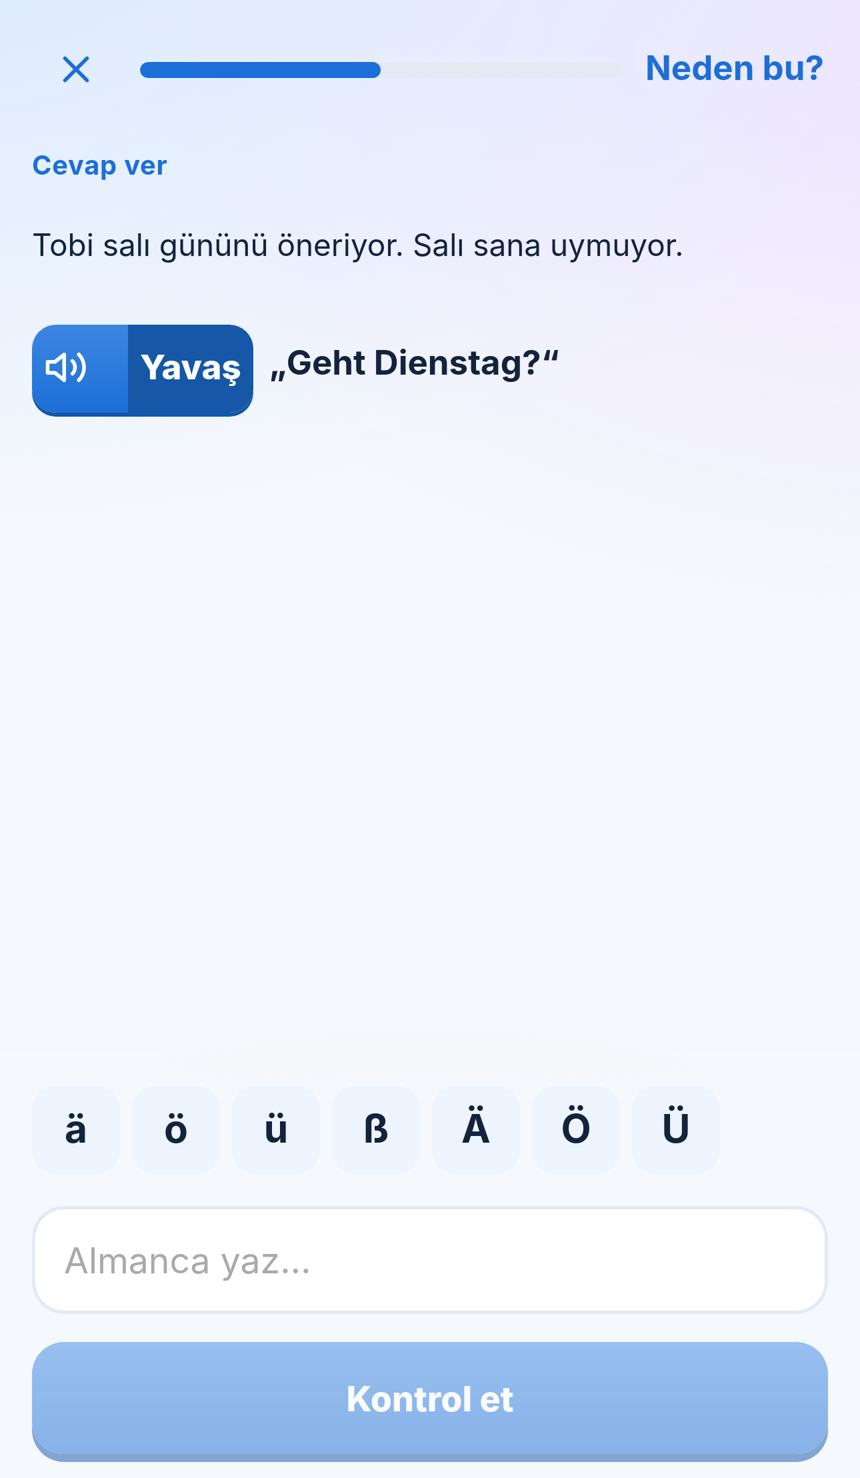 Neden bu?
Cevap ver
Tobi salı gününü öneriyor. Salı sana uymuyor.
Yavaş „Geht Dienstag?“
ä ö ü ß Ä Ö Ü
Almanca yaz...
Kontrol et